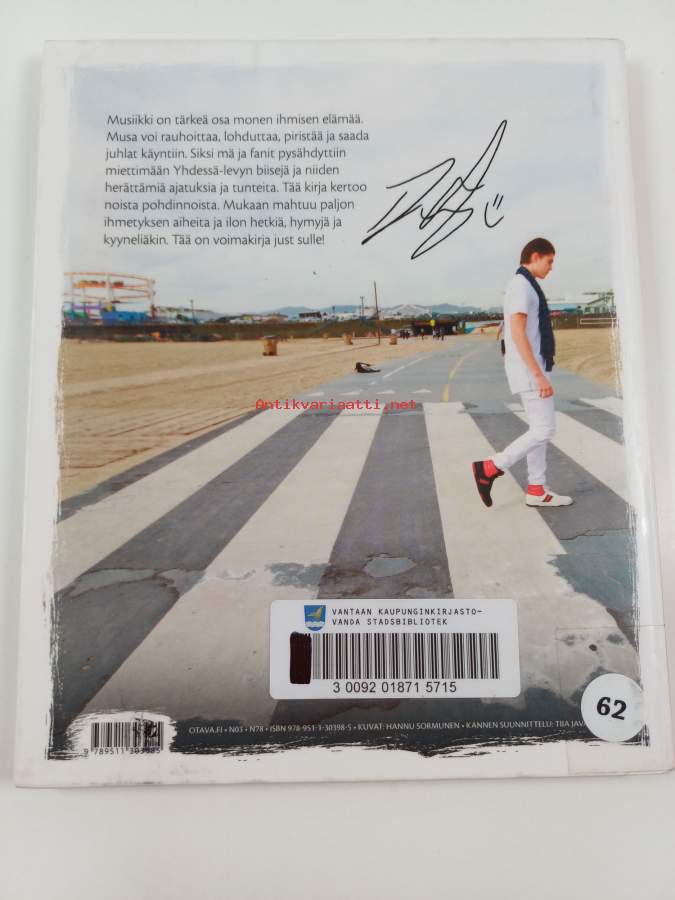 Musiikki on tärkeä osa monen ihmisen elämää.
Musa voi rauhoittaa, lohduttaa, piristää ja saada
juhlat käyntiin. Siksi mä ja fanit pysähdyttiin
miettimään Yhdessä-levyn biisejä ja niiden
herättämiä ajatuksia ja tunteita. Tää kirja kertoo
noista pohdinnoista. Mukaan mahtuu paljon
ihmetyksen aiheita ja ilon hetkiä, hymyjä ja
kyyneliäkin. Tää on voimakirja just sulle!
Antikvariaatti.net
VANTAAN KAUPUNGINKIRJASTO-
VANDA STADSBIBLIOTEK
3 0092 01871 5715
62
OTAVA.FI • N03 • N78 • ISBN 978-951-1-30398-5 • KUVAT: HANNU SORMUNEN • KANNEN SUUNNITTELU: TIIA JAV
9 789511 303985